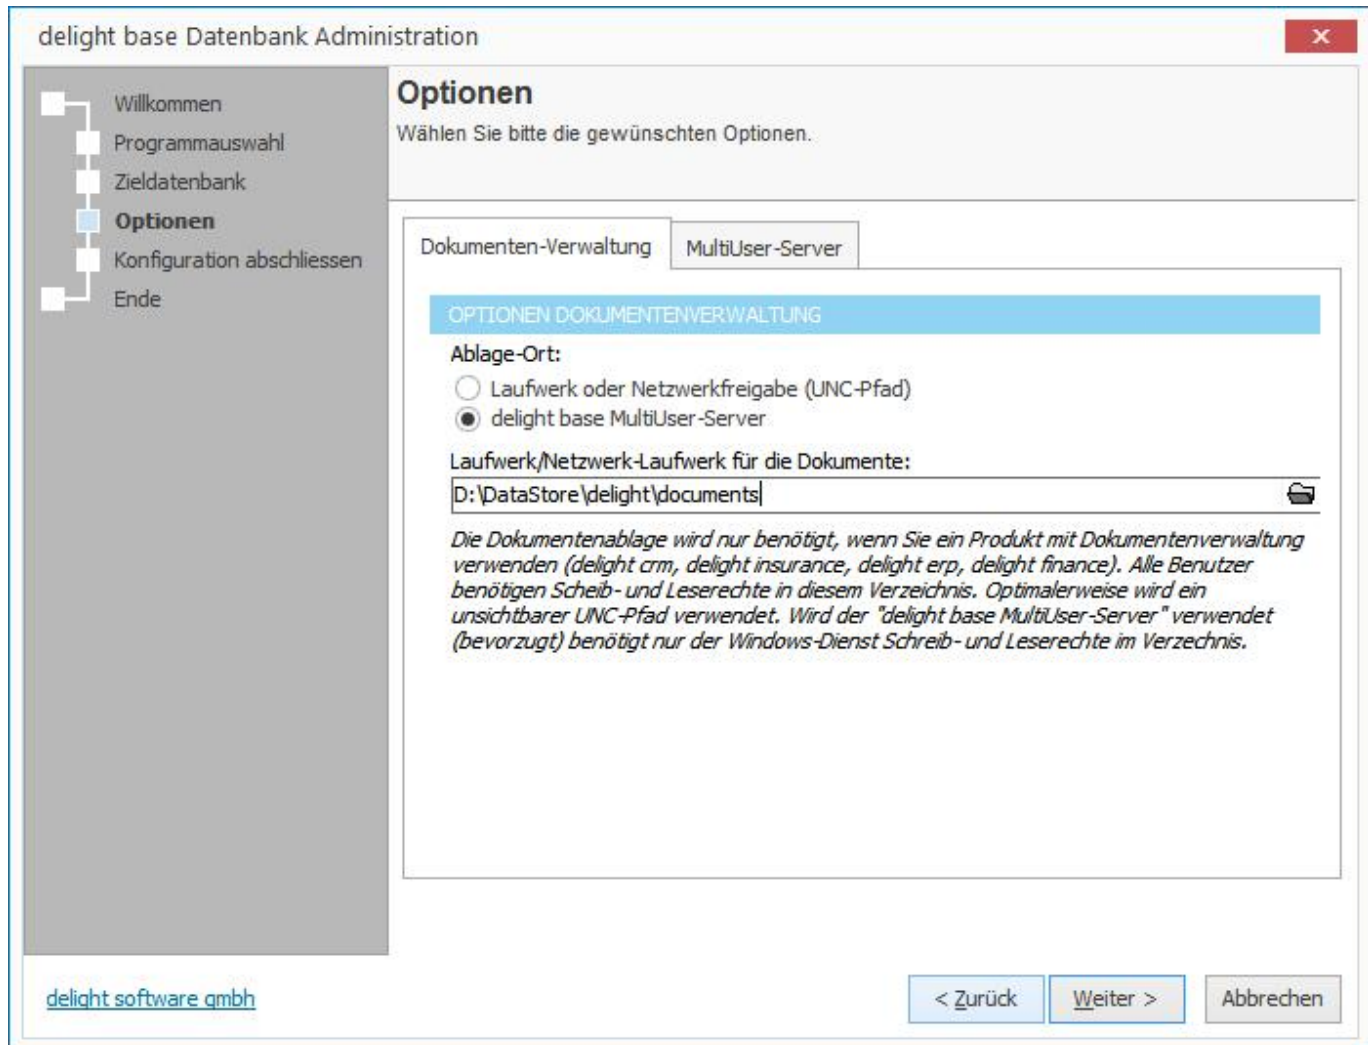 delight base Datenbank Administration
Willkommen
Programmauswahl
Zieldatenbank
Optionen
Konfiguration abschliessen
Ende
Optionen
Wählen Sie bitte die gewünschten Optionen.
Dokumenten-Verwaltung
MultiUser-Server
OPTIONEN DOKUMENTENVERWALTUNG
Ablage-Ort:
Laufwerk oder Netzwerkfreigabe (UNC-Pfad)
delight base MultiUser-Server
Laufwerk/Netzwerk-Laufwerk für die Dokumente:
D:\DataStore\delight\documents
Die Dokumentenablage wird nur benötigt, wenn Sie ein Produkt mit Dokumentenverwaltung
verwenden (delight crm, delight insurance, delight erp, delight finance). Alle Benutzer
benötigen Scheib- und Leserechte in diesem Verzeichnis. Optimalerweise wird ein
unsichtbarer UNC-Pfad verwendet. Wird der "delight base MultiUser-Server" verwendet
(bevorzugt) benötigt nur der Windows-Dienst Schreib- und Leserechte im Verzechnis.
delight software gmbh
< Zurück
Weiter >
Abbrechen